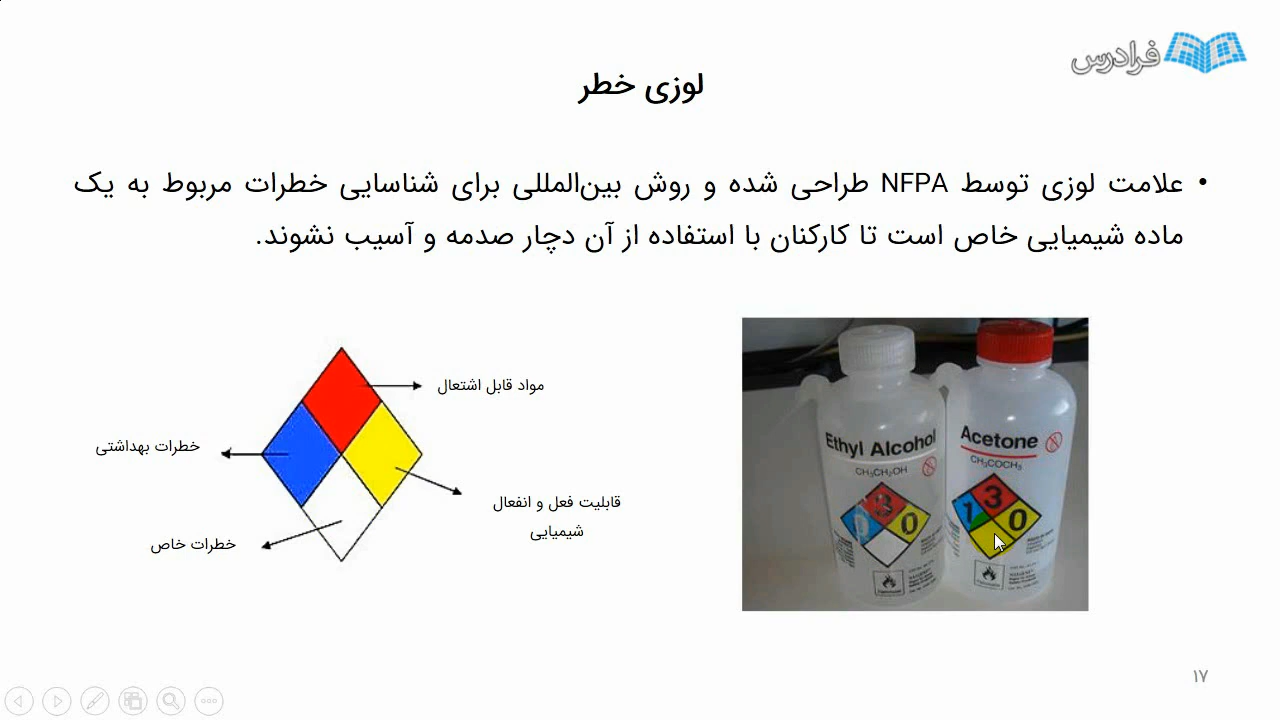 فرادرس
لوزی خطر
• علامت لوزی توسط NFPA طراحی شده و روش بین‌المللی برای شناسایی خطرات مربوط به یک
ماده شیمیایی خاص است تا کارکنان با استفاده از آن دچار صدمه و آسیب نشوند.
مواد قابل اشتعال
خطرات بهداشتی
قابلیت فعل و انفعال
شیمیایی
خطرات خاص
Ethyl Alcohol
CH₃CH₂OH
3
0
0
Acetone
CH₃COCH₃
3
1
0
۱۷